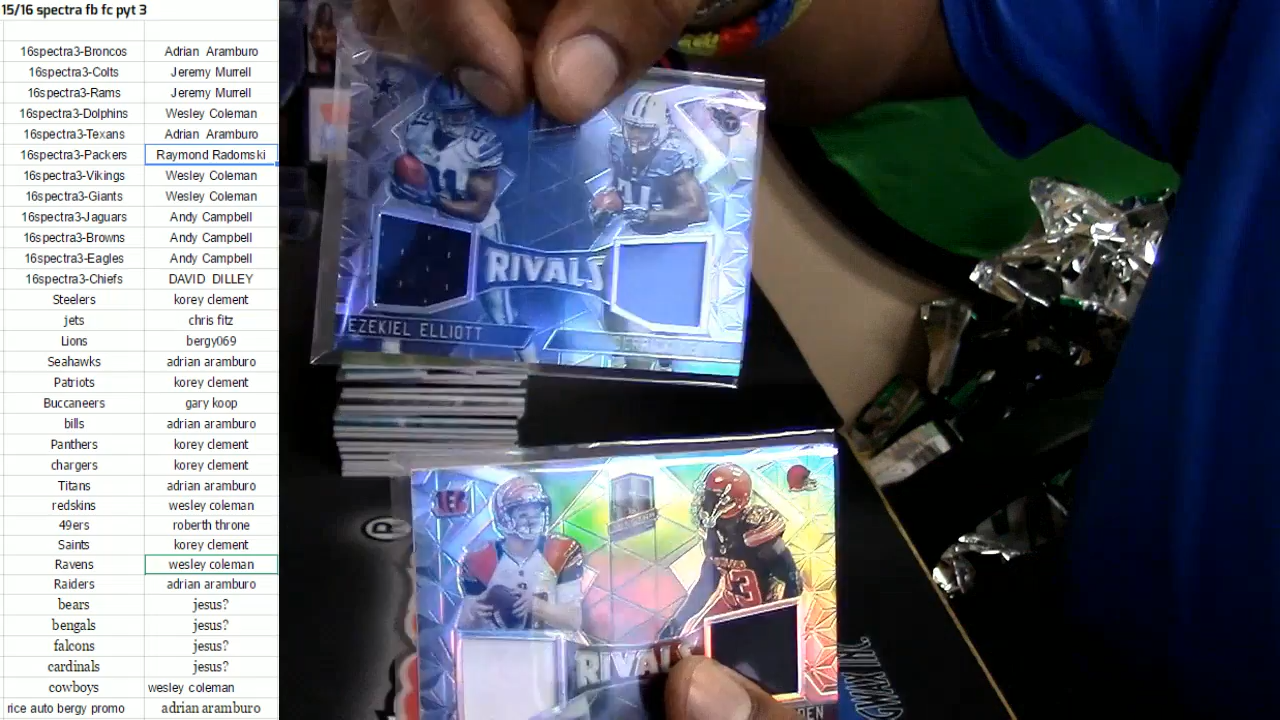 15/16 spectra fb fc pyt 3
16spectra3-Broncos Adrian Aramburo
16spectra3-Colts Jeremy Murrell
16spectra3-Rams Jeremy Murrell
16spectra3-Dolphins Wesley Coleman
16spectra3-Texans Adrian Aramburo
16spectra3-Packers Raymond Radomski
16spectra3-Vikings Wesley Coleman
16spectra3-Giants Wesley Coleman
16spectra3-Jaguars Andy Campbell
16spectra3-Browns Andy Campbell
16spectra3-Eagles Andy Campbell
16spectra3-Chiefs DAVID DILLEY
Steelers korey clement
jets chris fitz
Lions bergy069
Seahawks adrian aramburo
Patriots korey clement
Buccaneers gary koop
bills adrian aramburo
Panthers korey clement
chargers korey clement
Titans adrian aramburo
redskins wesley coleman
49ers roberth throne
Saints korey clement
Ravens wesley coleman
Raiders adrian aramburo
bears jesus?
bengals jesus?
falcons jesus?
cardinals jesus?
cowboys wesley coleman
rice auto bergy promo adrian aramburo
RIVALS
EZEKIEL ELLIOTT
RIVALS